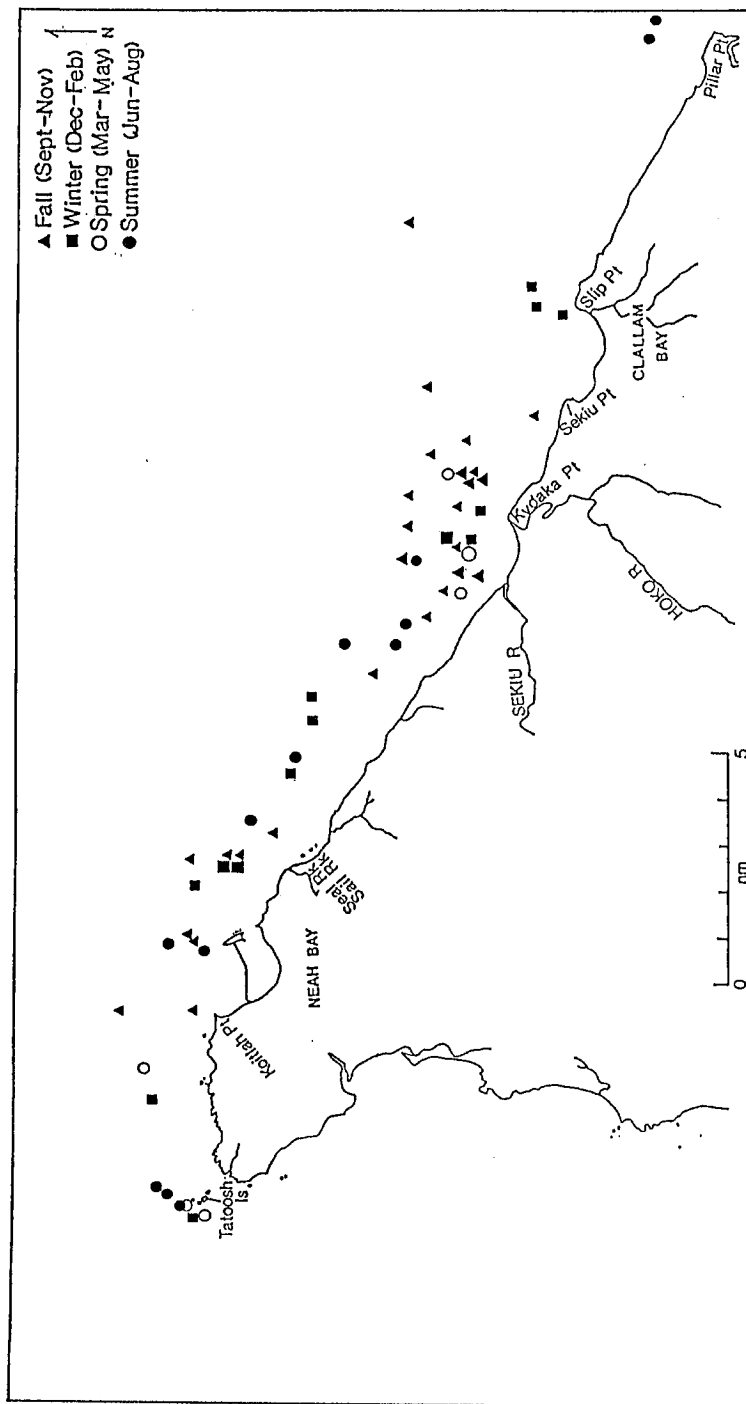 ▲ Fall (Sept-Nov)
■ Winter (Dec-Feb)
○ Spring (Mar-May)
● Summer (Jun-Aug)
N
Tatoosh
Is
Koitlah Pt
NEAH BAY
Seal Rk
Sail Rk
SEKIU R
HOKO R
Kydaka Pt
Sekiu Pt
Slip Pt
CLALLAM
BAY
Pillar Pt
0
nm
5